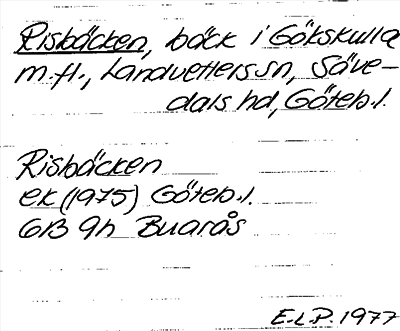 Risbäcken, bäck i Gökskulla
m.fl., Landvetters sn, Säve-
dals hd, Göteb.l.
Risbäcken
ek (1975) Göteb.l.
6B 9h Buarås
E.L.P. 1977